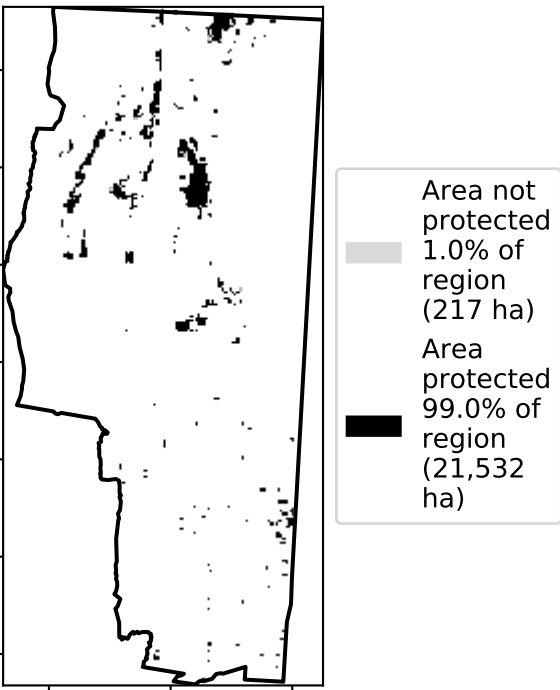 Area not
protected
1.0% of
region
(217 ha)
Area
protected
99.0% of
region
(21,532
ha)